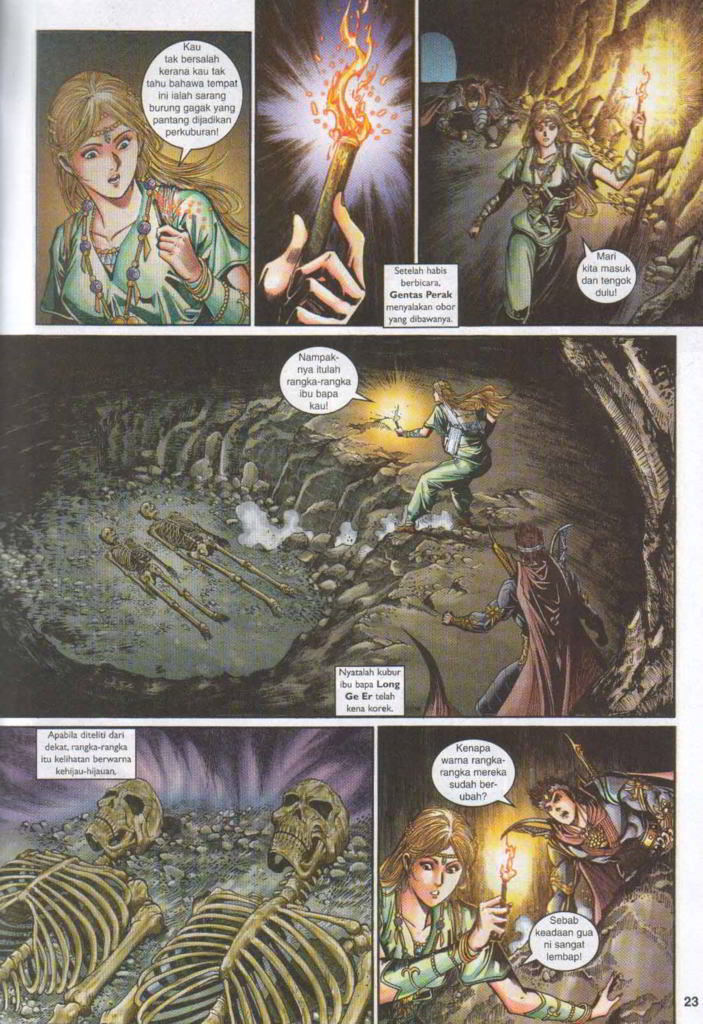 Kau
tak bersalah
kerana kau tak
tahu bahawa tempat
ini ialah sarang
burung gagak yang
pantang dijadikan
perkuburan!
Setelah habis
berbicara,
Gentas Perak
menyalakan obor
yang dibawanya.
Mari
kita masuk
dan tengok
dulu!
Nampak-
nya itulah
rangka-rangka
ibu bapa
kau!
Nyatalah kubur
ibu bapa Long
Ge Er telah
kena korek.
Apabila diteliti dari
dekat, rangka-rangka
itu kelihatan berwarna
kehijau-hijauan.
Kenapa
warna rangka-
rangka mereka
sudah ber-
ubah?
Sebab
keadaan gua
ni sangat
lembap!
23